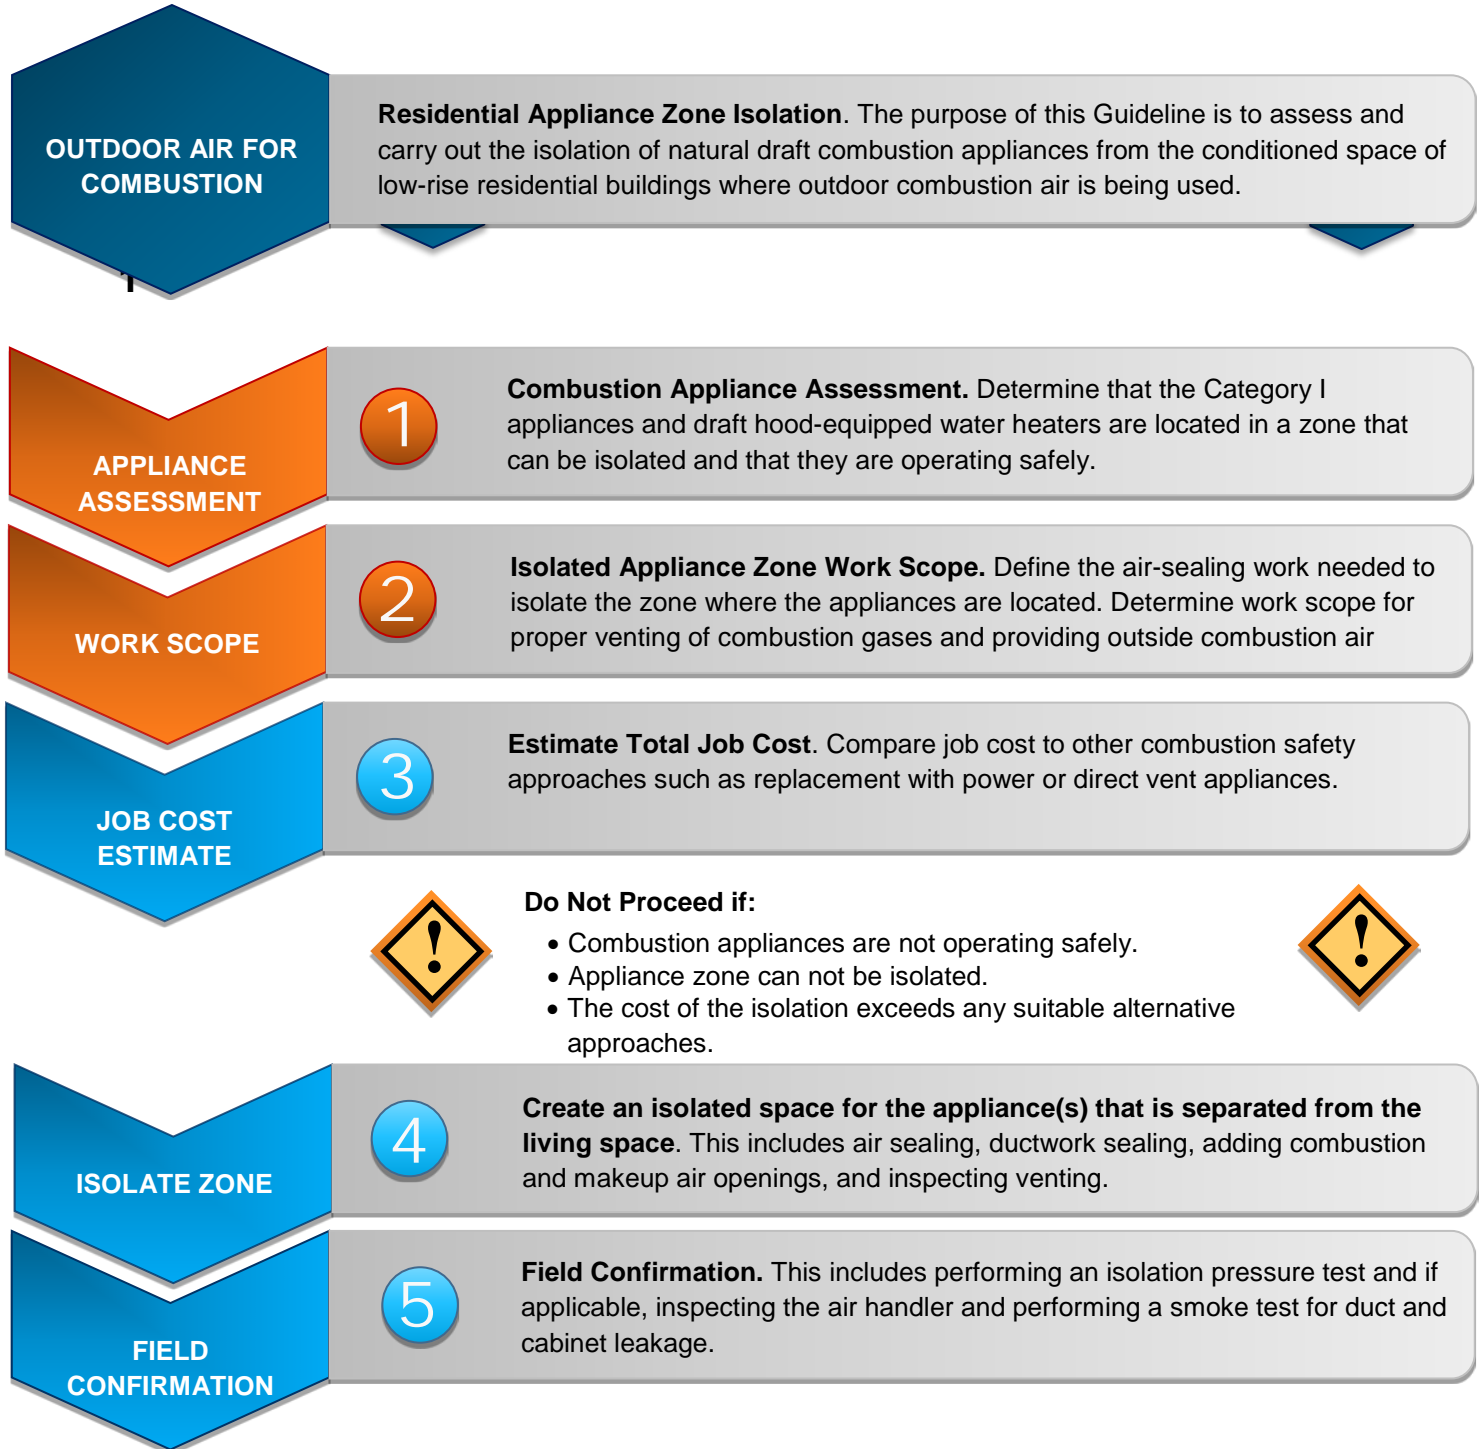 OUTDOOR AIR FOR
COMBUSTION
Residential Appliance Zone Isolation. The purpose of this Guideline is to assess and
carry out the isolation of natural draft combustion appliances from the conditioned space of
low-rise residential buildings where outdoor combustion air is being used.
APPLIANCE
ASSESSMENT
1
Combustion Appliance Assessment. Determine that the Category I
appliances and draft hood-equipped water heaters are located in a zone that
can be isolated and that they are operating safely.
WORK SCOPE
2
Isolated Appliance Zone Work Scope. Define the air-sealing work needed to
isolate the zone where the appliances are located. Determine work scope for
proper venting of combustion gases and providing outside combustion air
JOB COST
ESTIMATE
3
Estimate Total Job Cost. Compare job cost to other combustion safety
approaches such as replacement with power or direct vent appliances.
!
Do Not Proceed if:
• Combustion appliances are not operating safely.
• Appliance zone can not be isolated.
• The cost of the isolation exceeds any suitable alternative
approaches.
!
ISOLATE ZONE
4
Create an isolated space for the appliance(s) that is separated from the
living space. This includes air sealing, ductwork sealing, adding combustion
and makeup air openings, and inspecting venting.
FIELD
CONFIRMATION
5
Field Confirmation. This includes performing an isolation pressure test and if
applicable, inspecting the air handler and performing a smoke test for duct and
cabinet leakage.